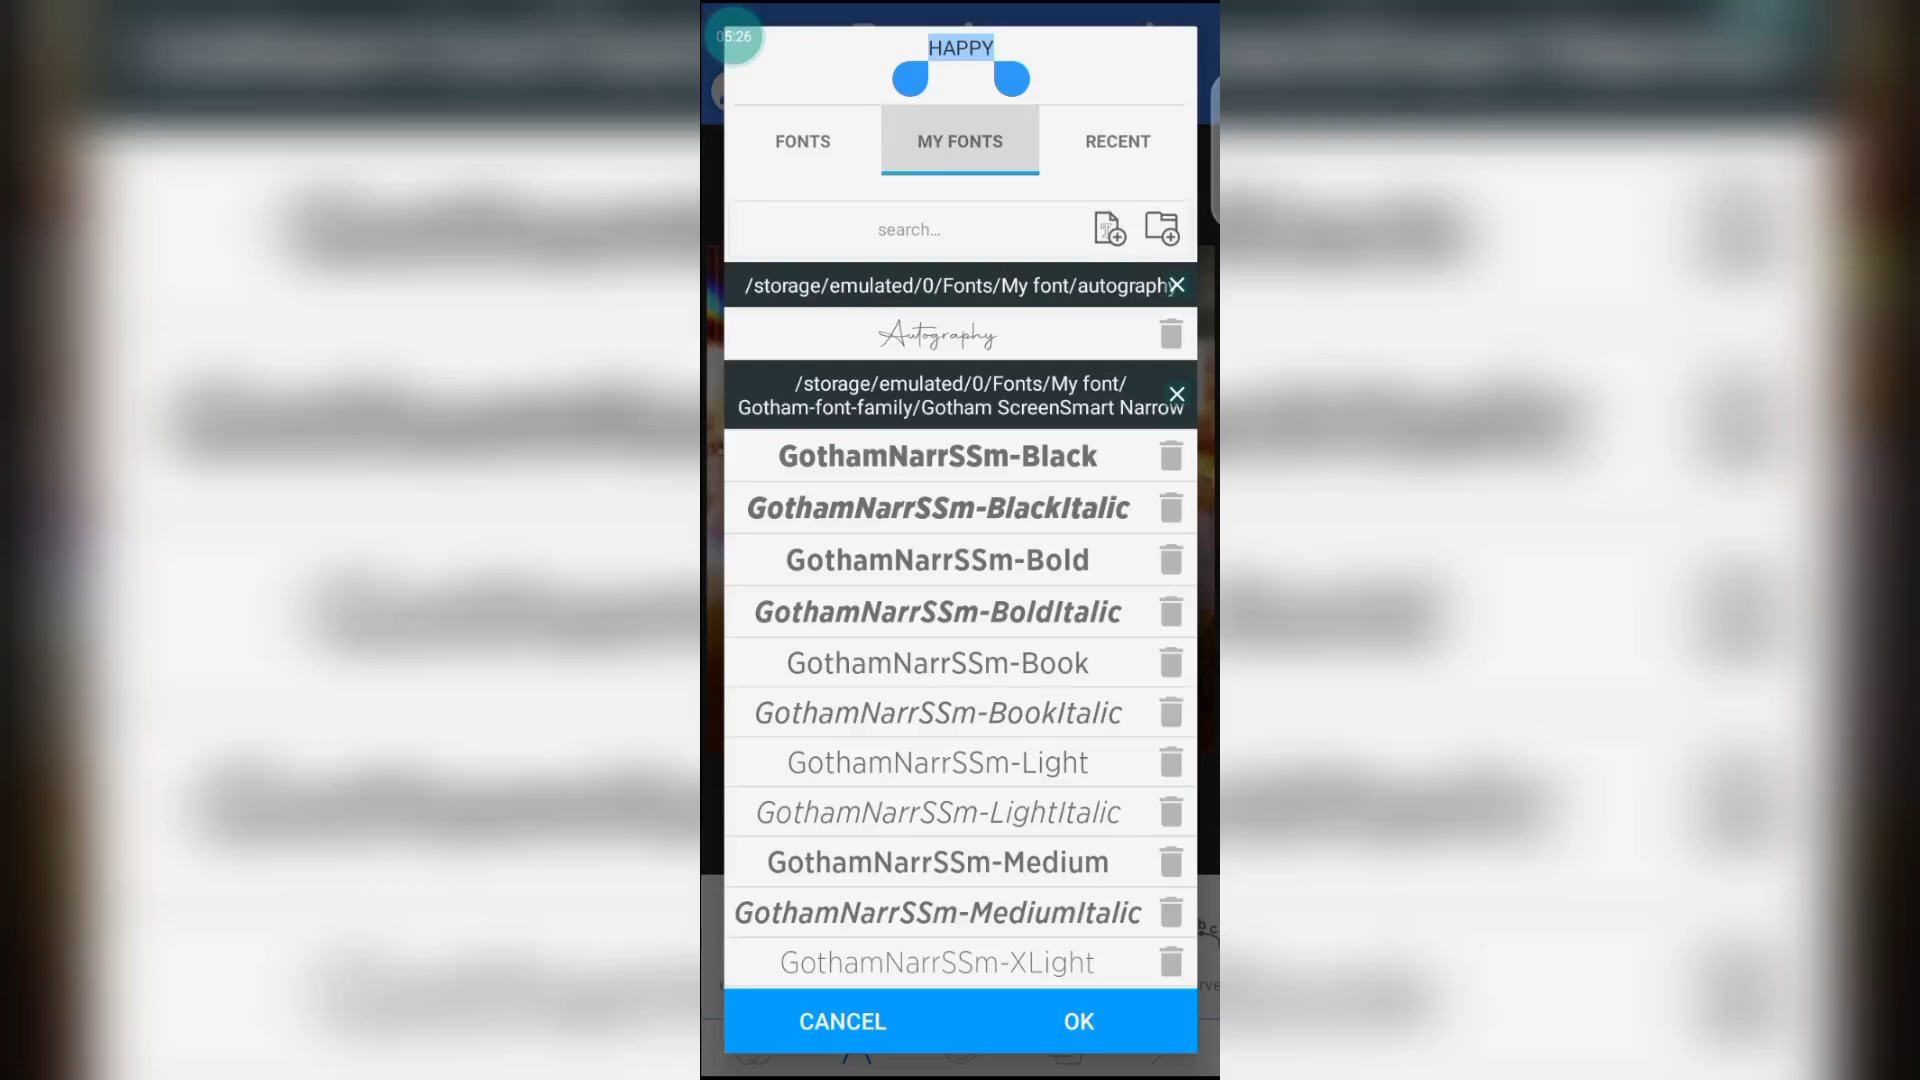 05:26
HAPPY
FONTS
MY FONTS
RECENT
search...
/storage/emulated/0/Fonts/My font/autography
Autography
/storage/emulated/0/Fonts/My font/
Gotham-font-family/Gotham ScreenSmart Narrow
GothamNarrSSm-Black
GothamNarrSSm-BlackItalic
GothamNarrSSm-Bold
GothamNarrSSm-BoldItalic
GothamNarrSSm-Book
GothamNarrSSm-BookItalic
GothamNarrSSm-Light
GothamNarrSSm-LightItalic
GothamNarrSSm-Medium
GothamNarrSSm-MediumItalic
GothamNarrSSm-XLight
CANCEL
OK